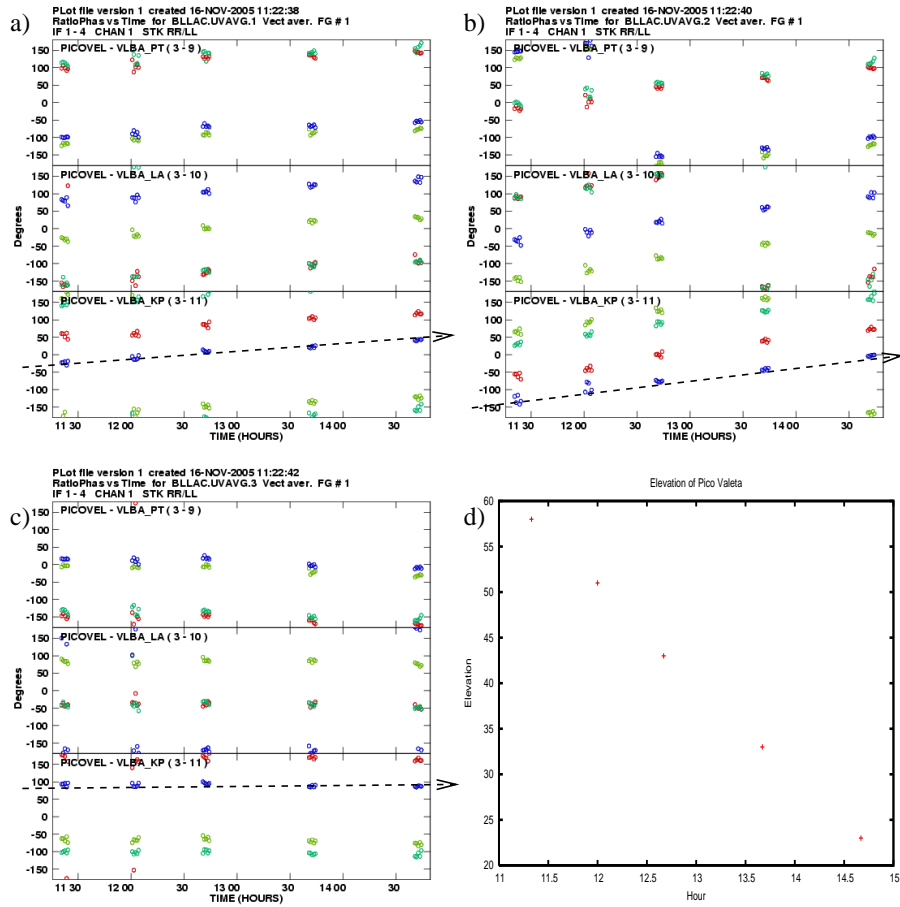 a)
PLot file version 1 created 16-NOV-2005 11:22:38
RatioPhas vs Time for BLLAC.UVAVG.1 Vect aver. FG # 1
IF 1 - 4 CHAN 1 STK RR/LL
PICOVEL - VLBA_PT ( 3 - 9 )
150
100
50
0
-50
-100
-150
PICOVEL - VLBA_LA ( 3 - 10 )
150
100
50
0
-50
-100
-150
Degrees
PICOVEL - VLBA_KP ( 3 - 11 )
150
100
50
0
-50
-100
-150
11 30 12 00 30 13 00 30 14 00 30
TIME (HOURS)
b)
PLot file version 1 created 16-NOV-2005 11:22:40
RatioPhas vs Time for BLLAC.UVAVG.2 Vect aver. FG # 1
IF 1 - 4 CHAN 1 STK RR/LL
PICOVEL - VLBA_PT ( 3 - 9 )
150
100
50
0
-50
-100
-150
PICOVEL - VLBA_LA ( 3 - 10 )
150
100
50
0
-50
-100
-150
Degrees
PICOVEL - VLBA_KP ( 3 - 11 )
150
100
50
0
-50
-100
-150
11 30 12 00 30 13 00 30 14 00 30
TIME (HOURS)
c)
PLot file version 1 created 16-NOV-2005 11:22:42
RatioPhas vs Time for BLLAC.UVAVG.3 Vect aver. FG # 1
IF 1 - 4 CHAN 1 STK RR/LL
PICOVEL - VLBA_PT ( 3 - 9 )
150
100
50
0
-50
-100
-150
PICOVEL - VLBA_LA ( 3 - 10 )
150
100
50
0
-50
-100
-150
Degrees
PICOVEL - VLBA_KP ( 3 - 11 )
150
100
50
0
-50
-100
-150
11 30 12 00 30 13 00 30 14 00 30
TIME (HOURS)
d)
Elevation of Pico Valeta
60
55
50
45
40
35
30
25
20
Elevation
11 11.5 12 12.5 13 13.5 14 14.5 15
Hour